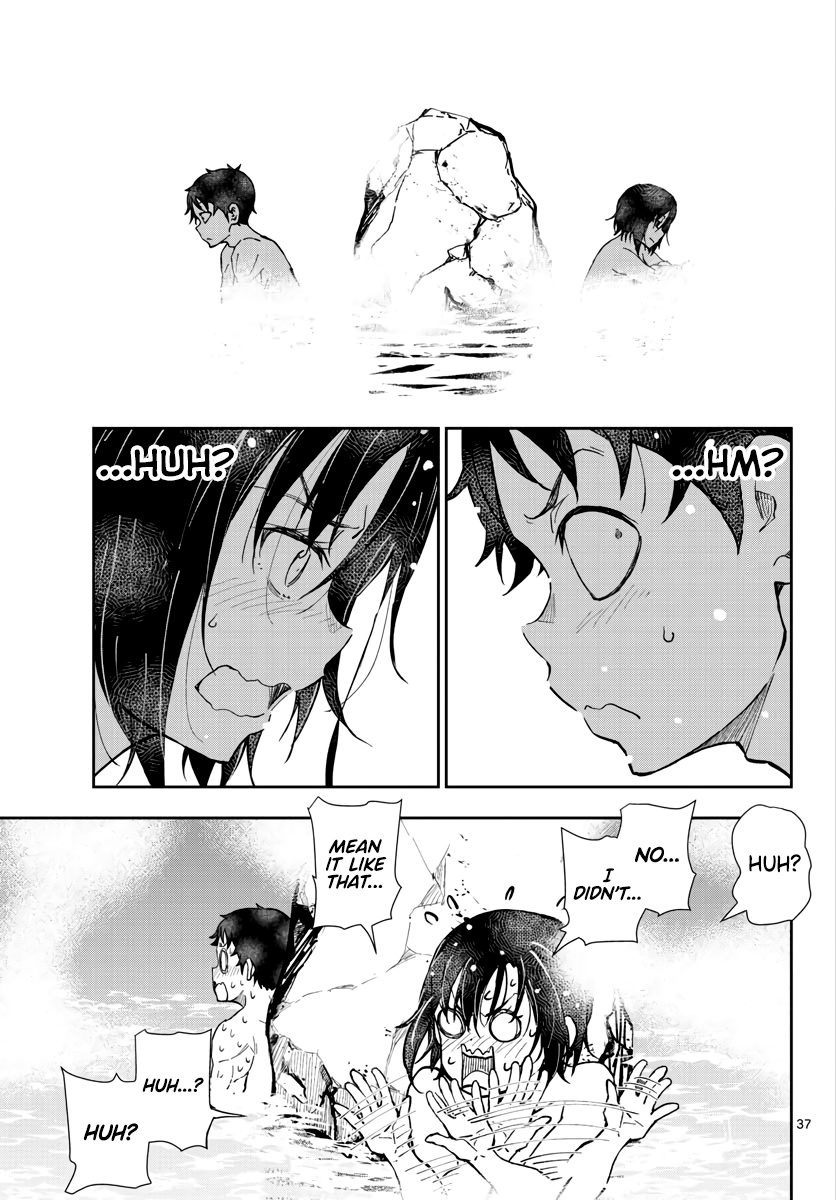 ...HM?
...HUH?
HUH?
NO...
I
DIDN'T...
MEAN
IT LIKE
THAT...
HUH...?
HUH?
37